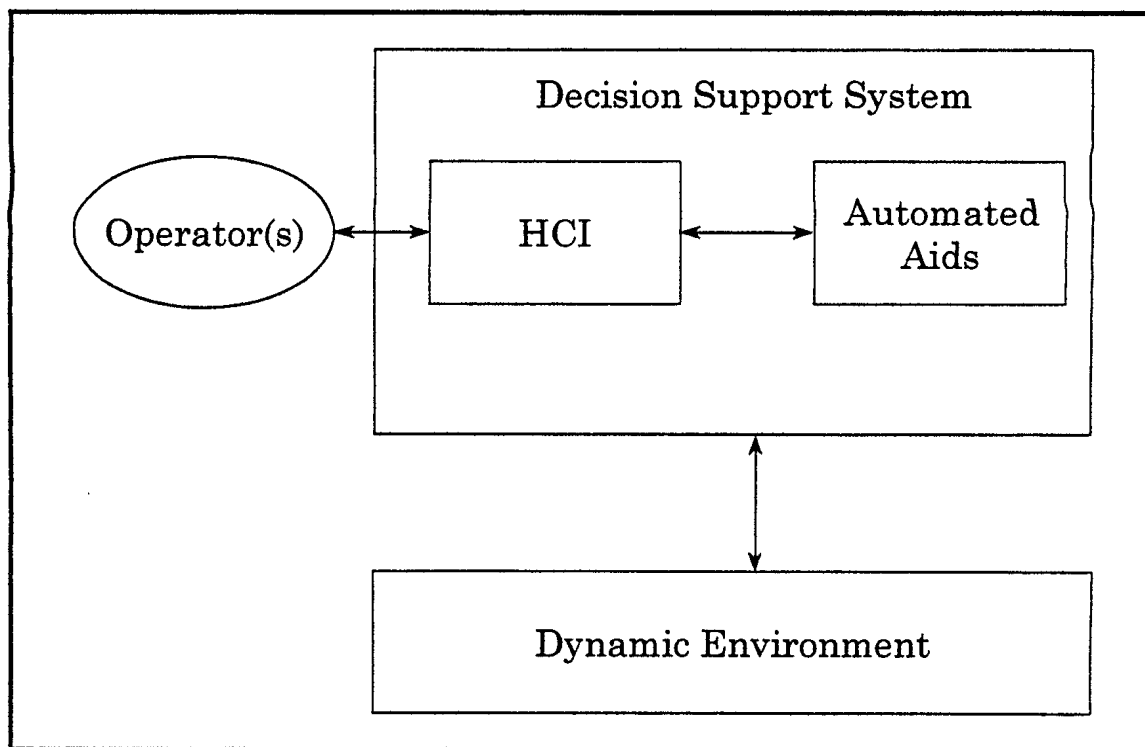 Decision Support System
Operator(s)
HCI
Automated
Aids
Dynamic Environment